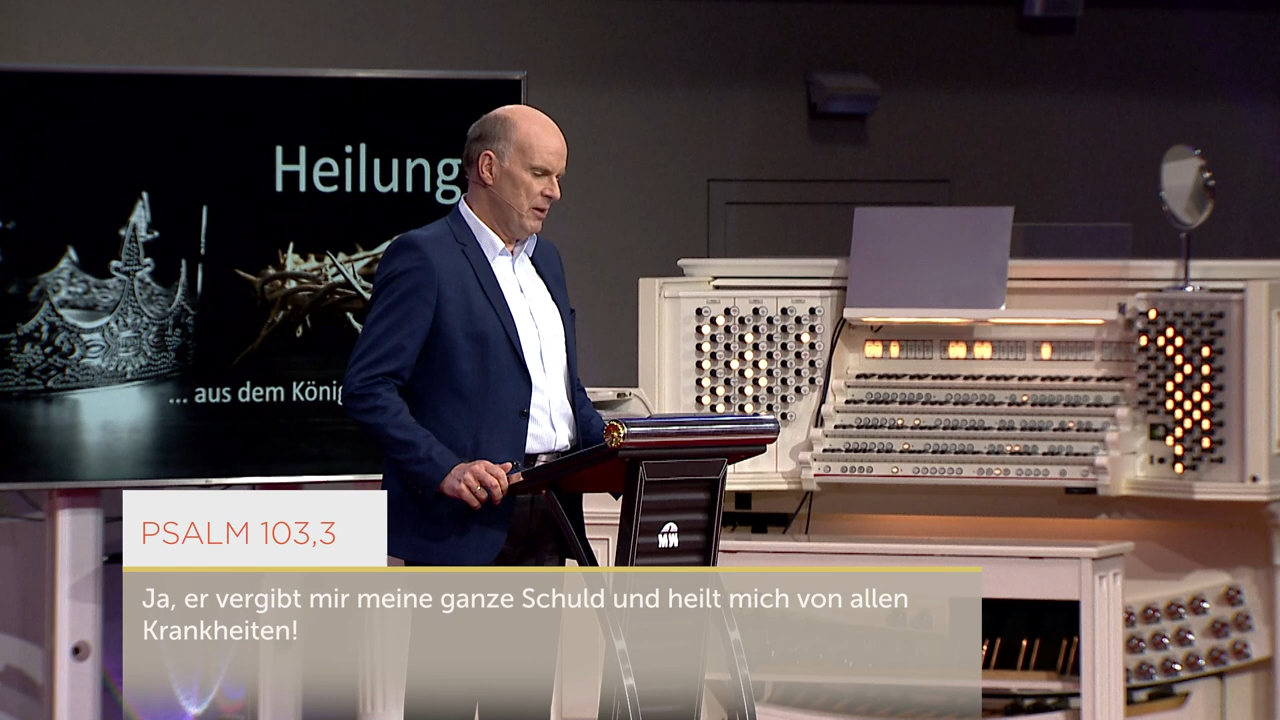 Heilung
... aus dem König
PSALM 103,3
Ja, er vergibt mir meine ganze Schuld und heilt mich von allen
Krankheiten!